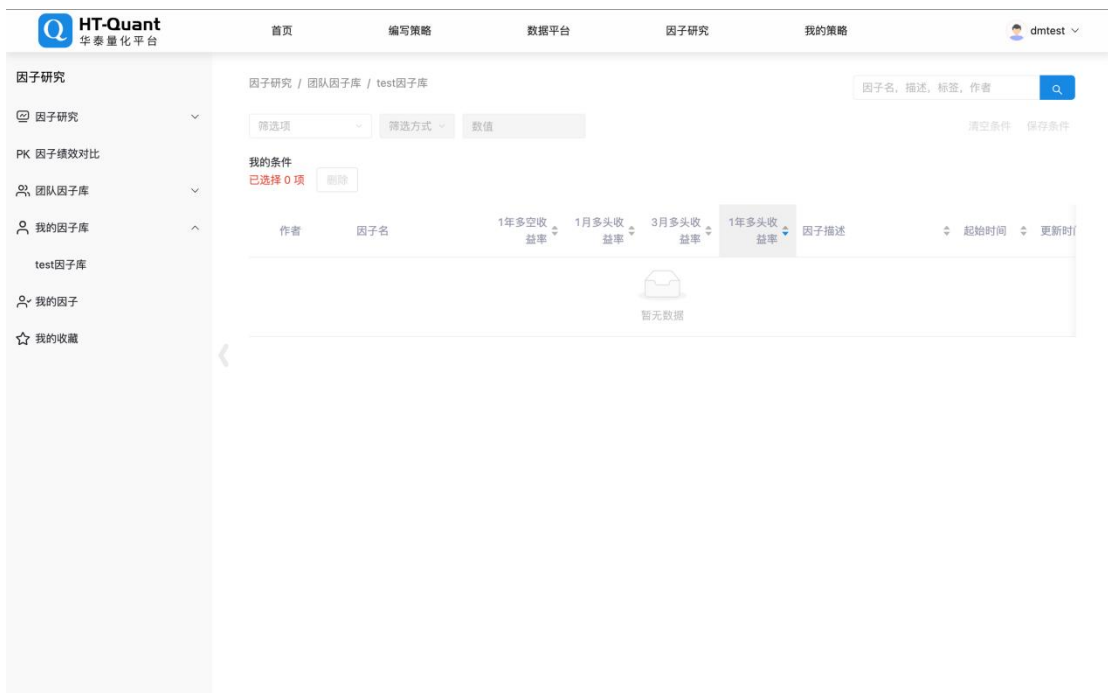 HT-Quant
华泰量化平台
首页
编写策略
数据平台
因子研究
我的策略
dmtest
因子研究
因子研究
PK 因子绩效对比
团队因子库
我的因子库
test因子库
我的因子
我的收藏
因子研究 / 团队因子库 / test因子库
因子名, 描述, 标签, 作者
筛选项
筛选方式
数值
清空条件
保存条件
我的条件
已选择 0 项
删除
作者
因子名
1年多空收
益率
1月多头收
益率
3月多头收
益率
1年多头收
益率
因子描述
起始时间
更新时
暂无数据